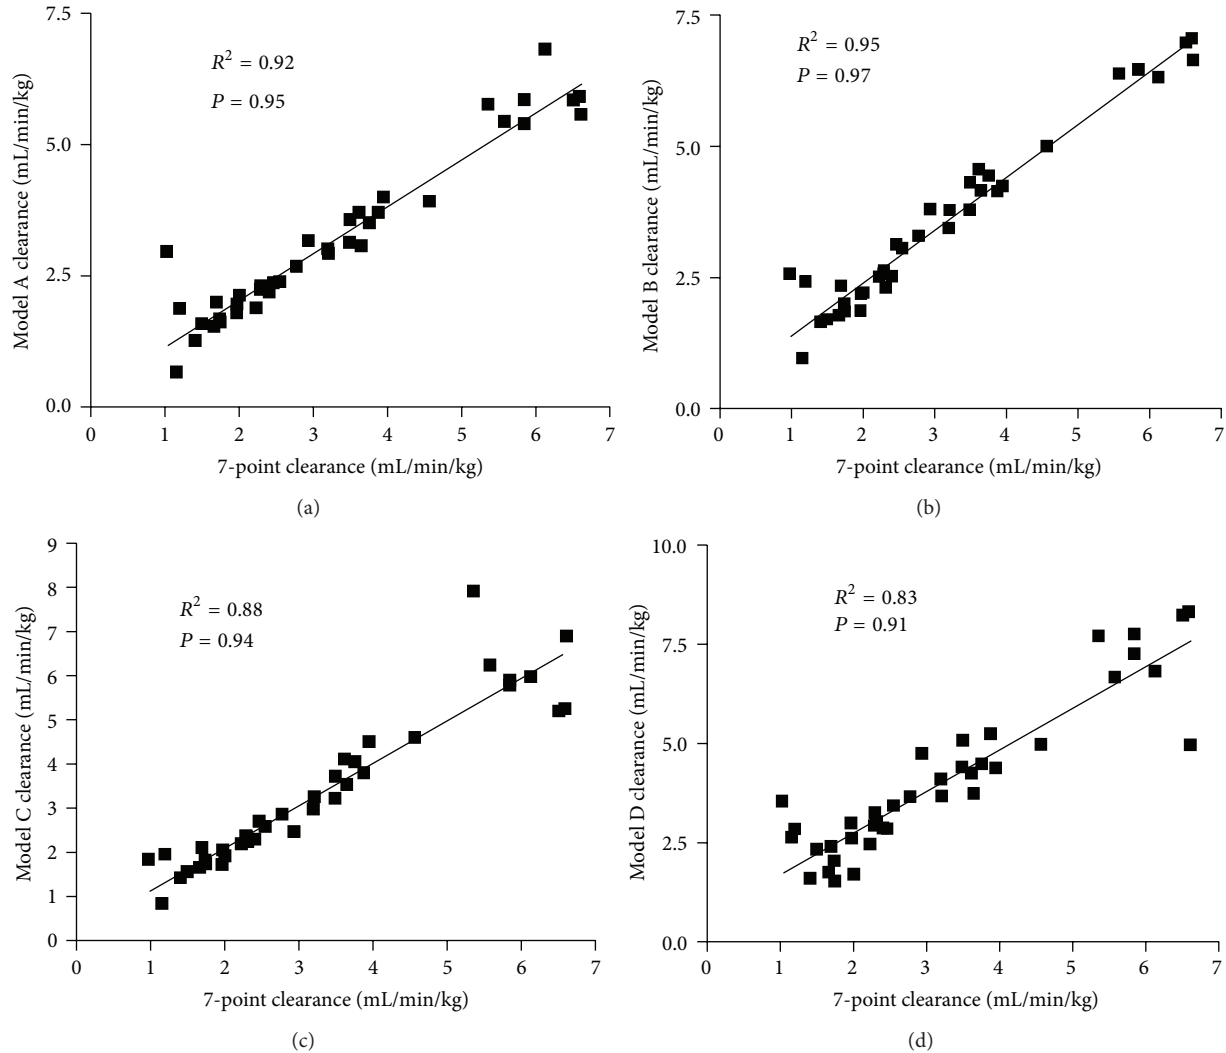 7.5
5.0
2.5
0.0
Model A clearance (mL/min/kg)
R² = 0.92
P = 0.95
0 1 2 3 4 5 6 7
7-point clearance (mL/min/kg)
(a)
7.5
5.0
2.5
0.0
Model B clearance (mL/min/kg)
R² = 0.95
P = 0.97
0 1 2 3 4 5 6 7
7-point clearance (mL/min/kg)
(b)
9
8
7
6
5
4
3
2
1
0
Model C clearance (mL/min/kg)
R² = 0.88
P = 0.94
0 1 2 3 4 5 6 7
7-point clearance (mL/min/kg)
(c)
10.0
7.5
5.0
2.5
0.0
Model D clearance (mL/min/kg)
R² = 0.83
P = 0.91
0 1 2 3 4 5 6 7
7-point clearance (mL/min/kg)
(d)